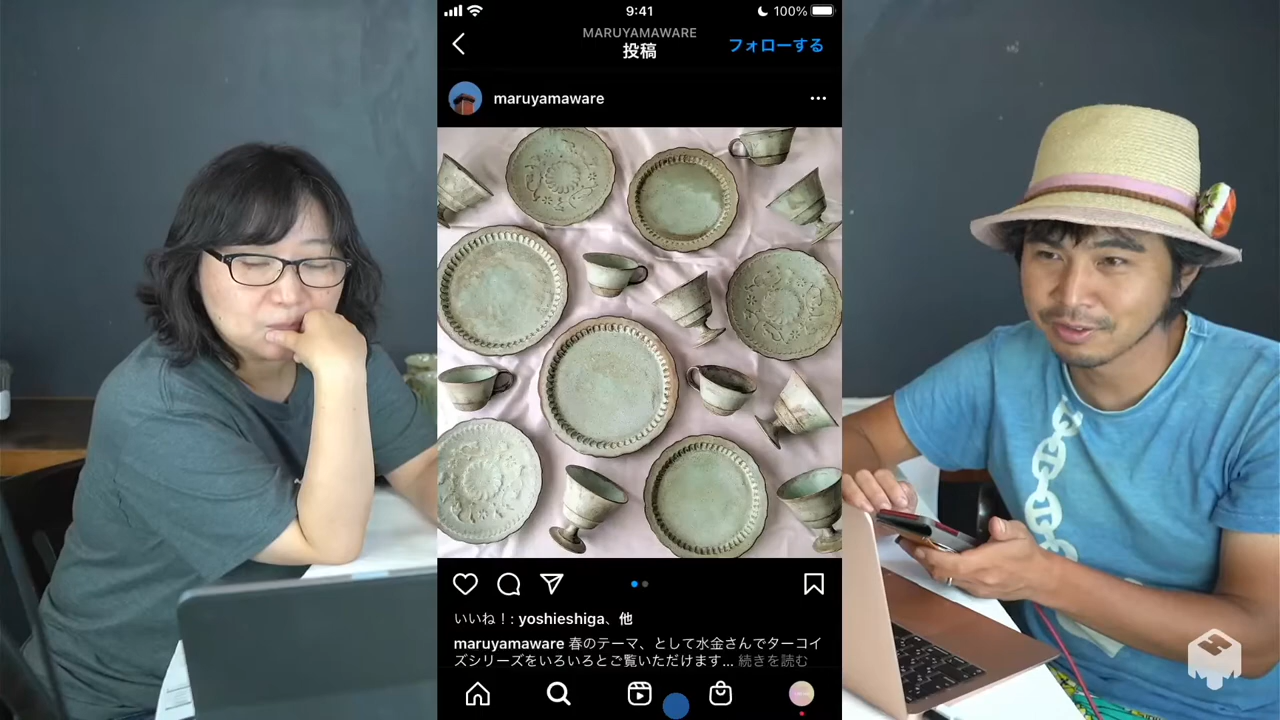 9:41
100%
MARUYAMAWARE
投稿
フォローする
maruyamaware
いいね！: yoshieshiga、他
maruyamaware 春のテーマ、として水金さんでターコイ
ズシリーズをいろいろとご覧いただけます... 続きを読む